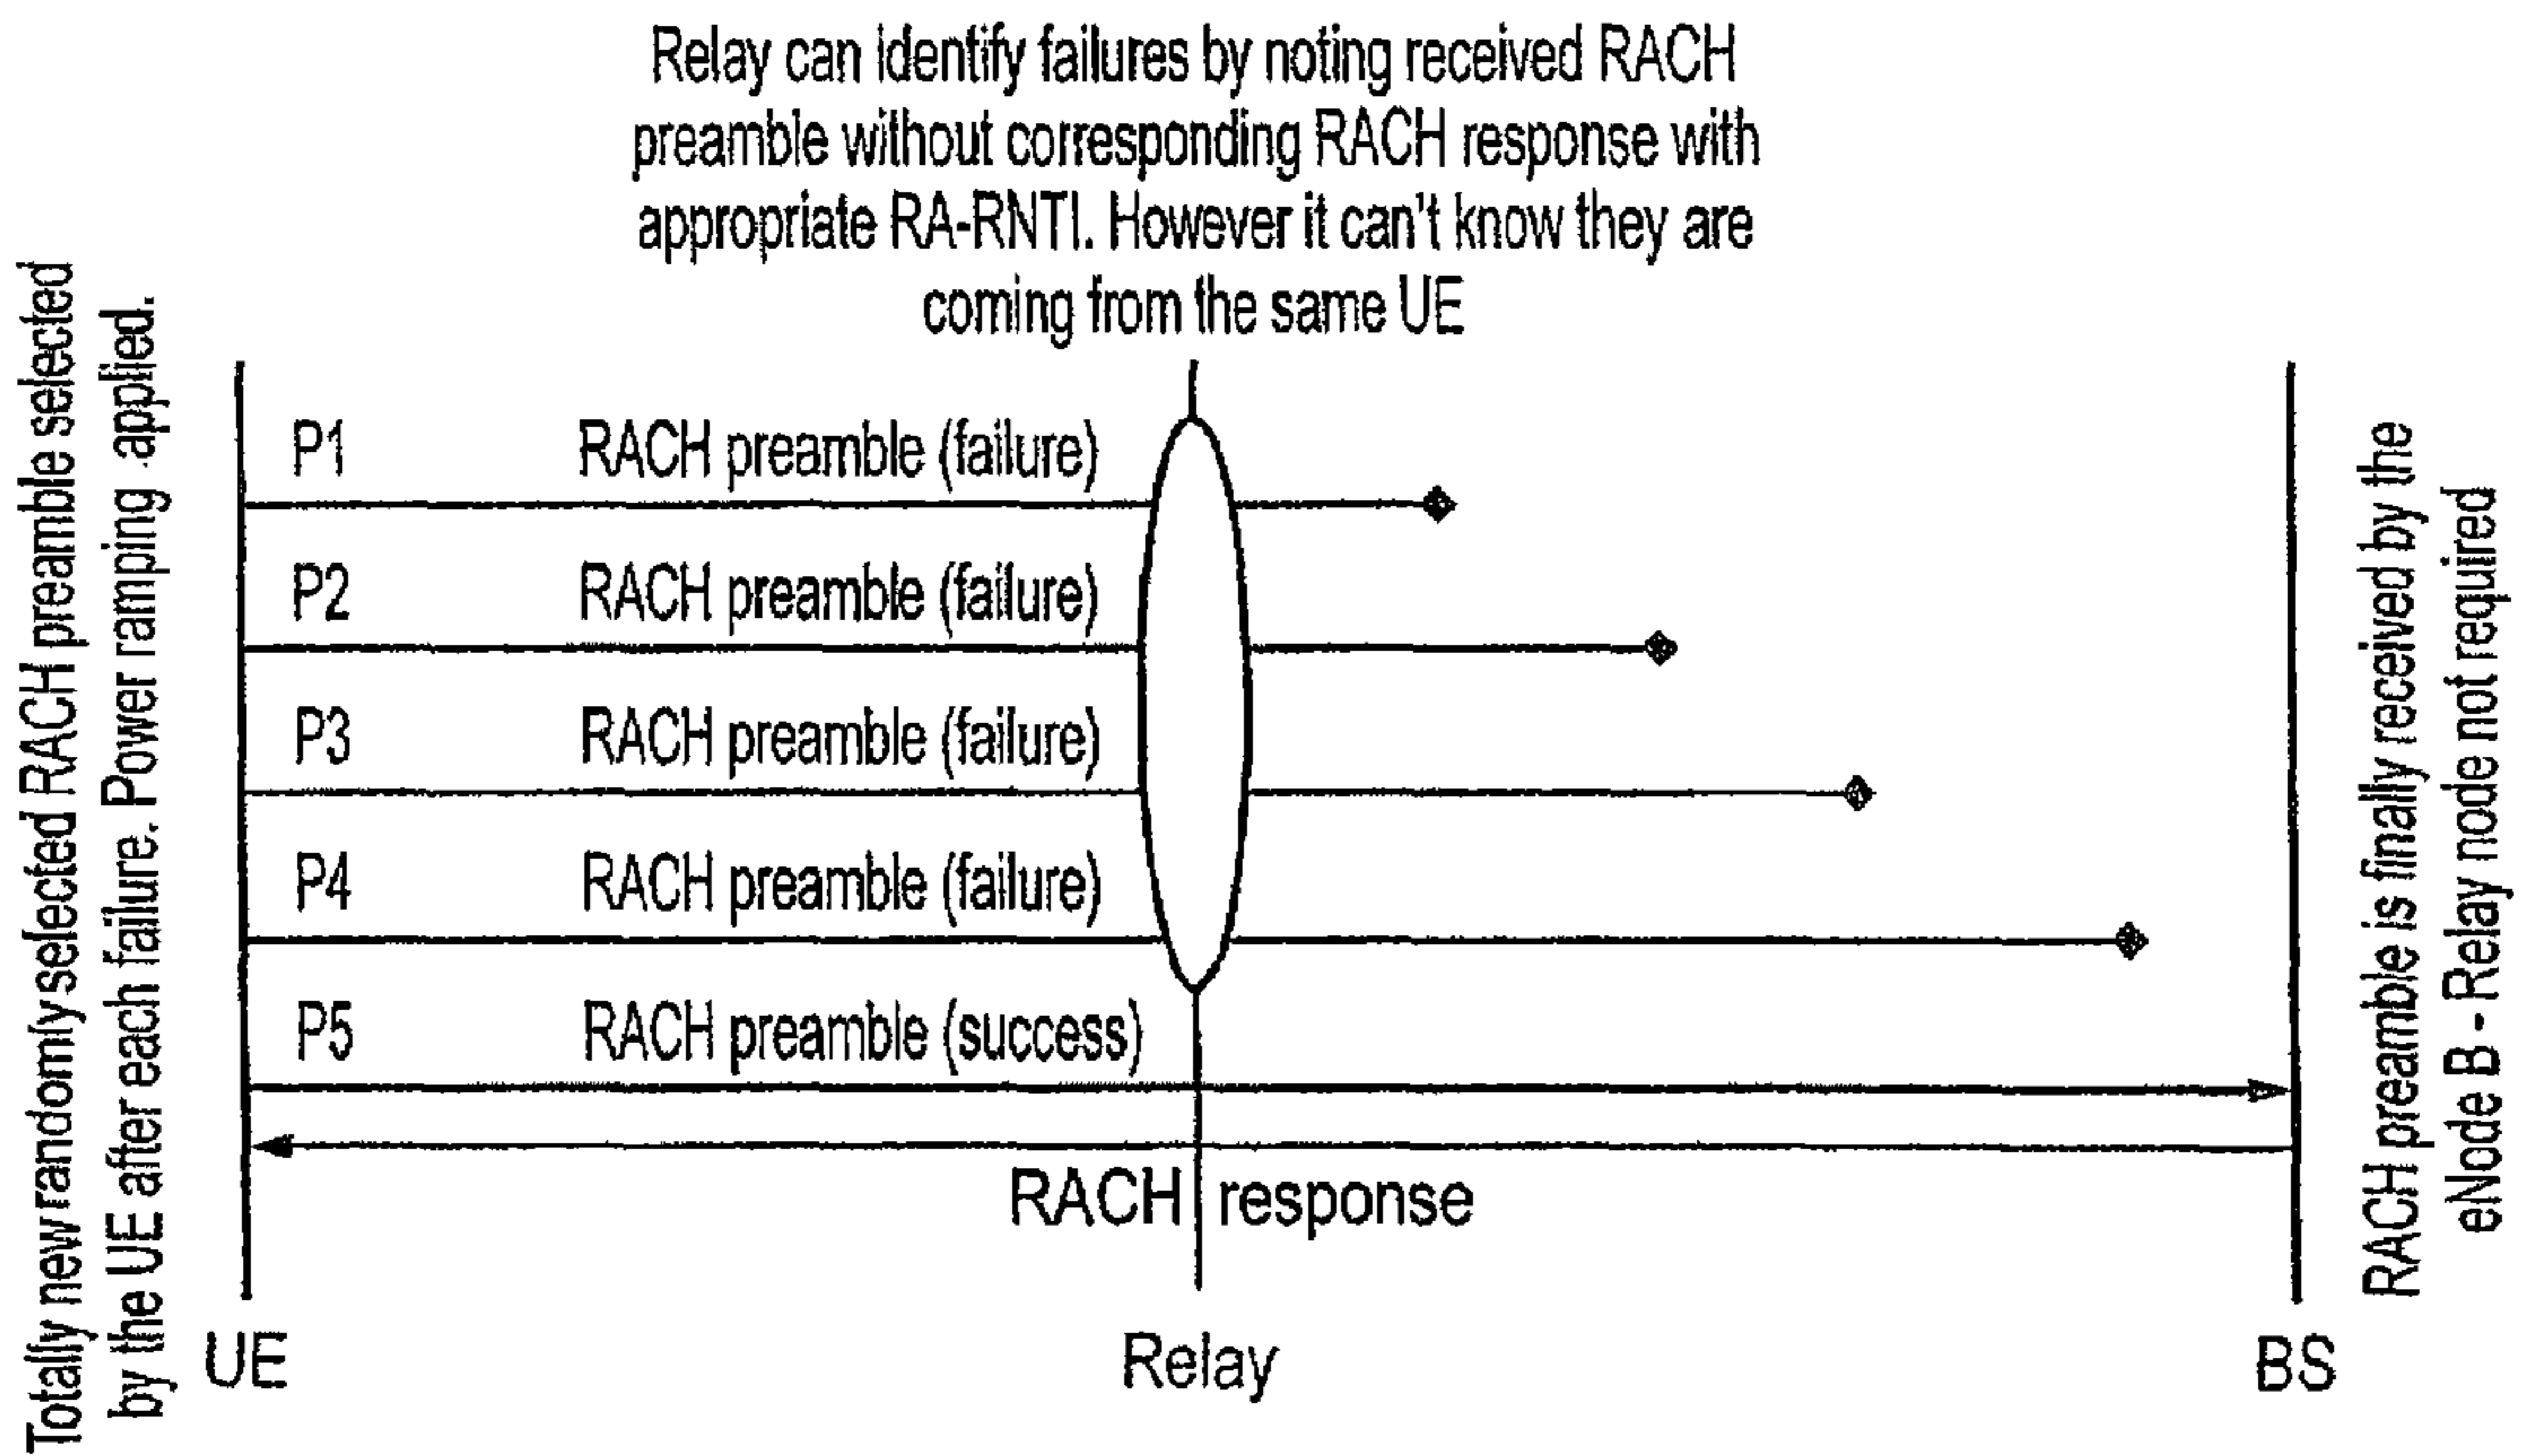 Relay can identify failures by noting received RACH
preamble without corresponding RACH response with
appropriate RA-RNTI. However it can't know they are
coming from the same UE
Totally new randomly selected RACH preamble selected
by the UE after each failure. Power ramping applied.
P1 RACH preamble (failure)
P2 RACH preamble (failure)
P3 RACH preamble (failure)
P4 RACH preamble (failure)
P5 RACH preamble (success)
RACH response
UE Relay BS
RACH preamble is finally received by the
eNode B - Relay node not required